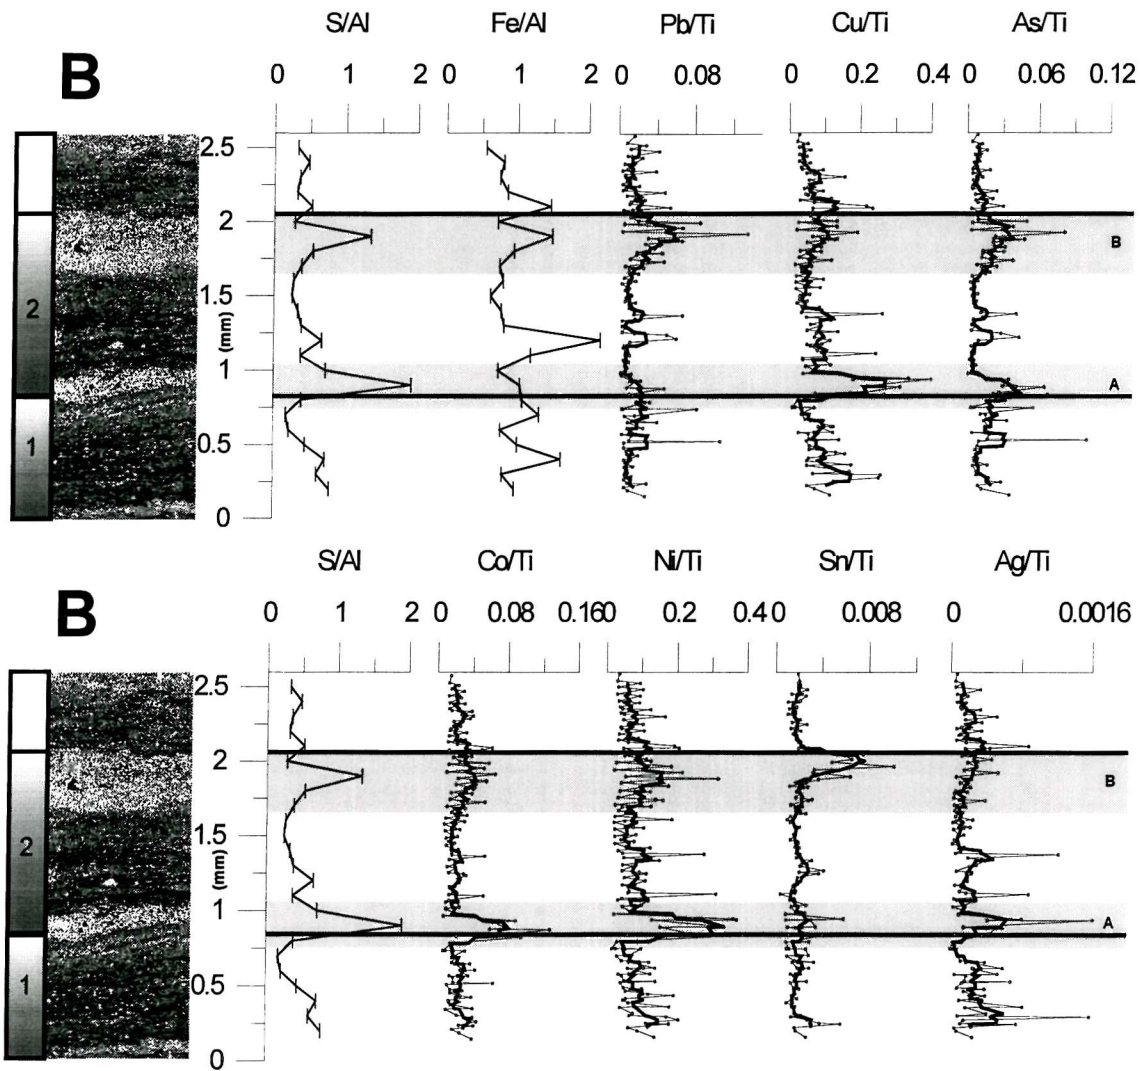 S/Al Fe/Al Pb/Ti Cu/Ti As/Ti
0 1 2 0 1 2 0 0.08 0 0.2 0.4 0 0.06 0.12
B
2.5
2
B
1.5
2
(mm)
1
A
1
0.5
0
S/Al Co/Ti Ni/Ti Sn/Ti Ag/Ti
0 1 2 0 0.08 0.160 0.2 0.40 0.008 0 0.0016
B
2.5
2
B
1.5
2
(mm)
1
A
1
0.5
0